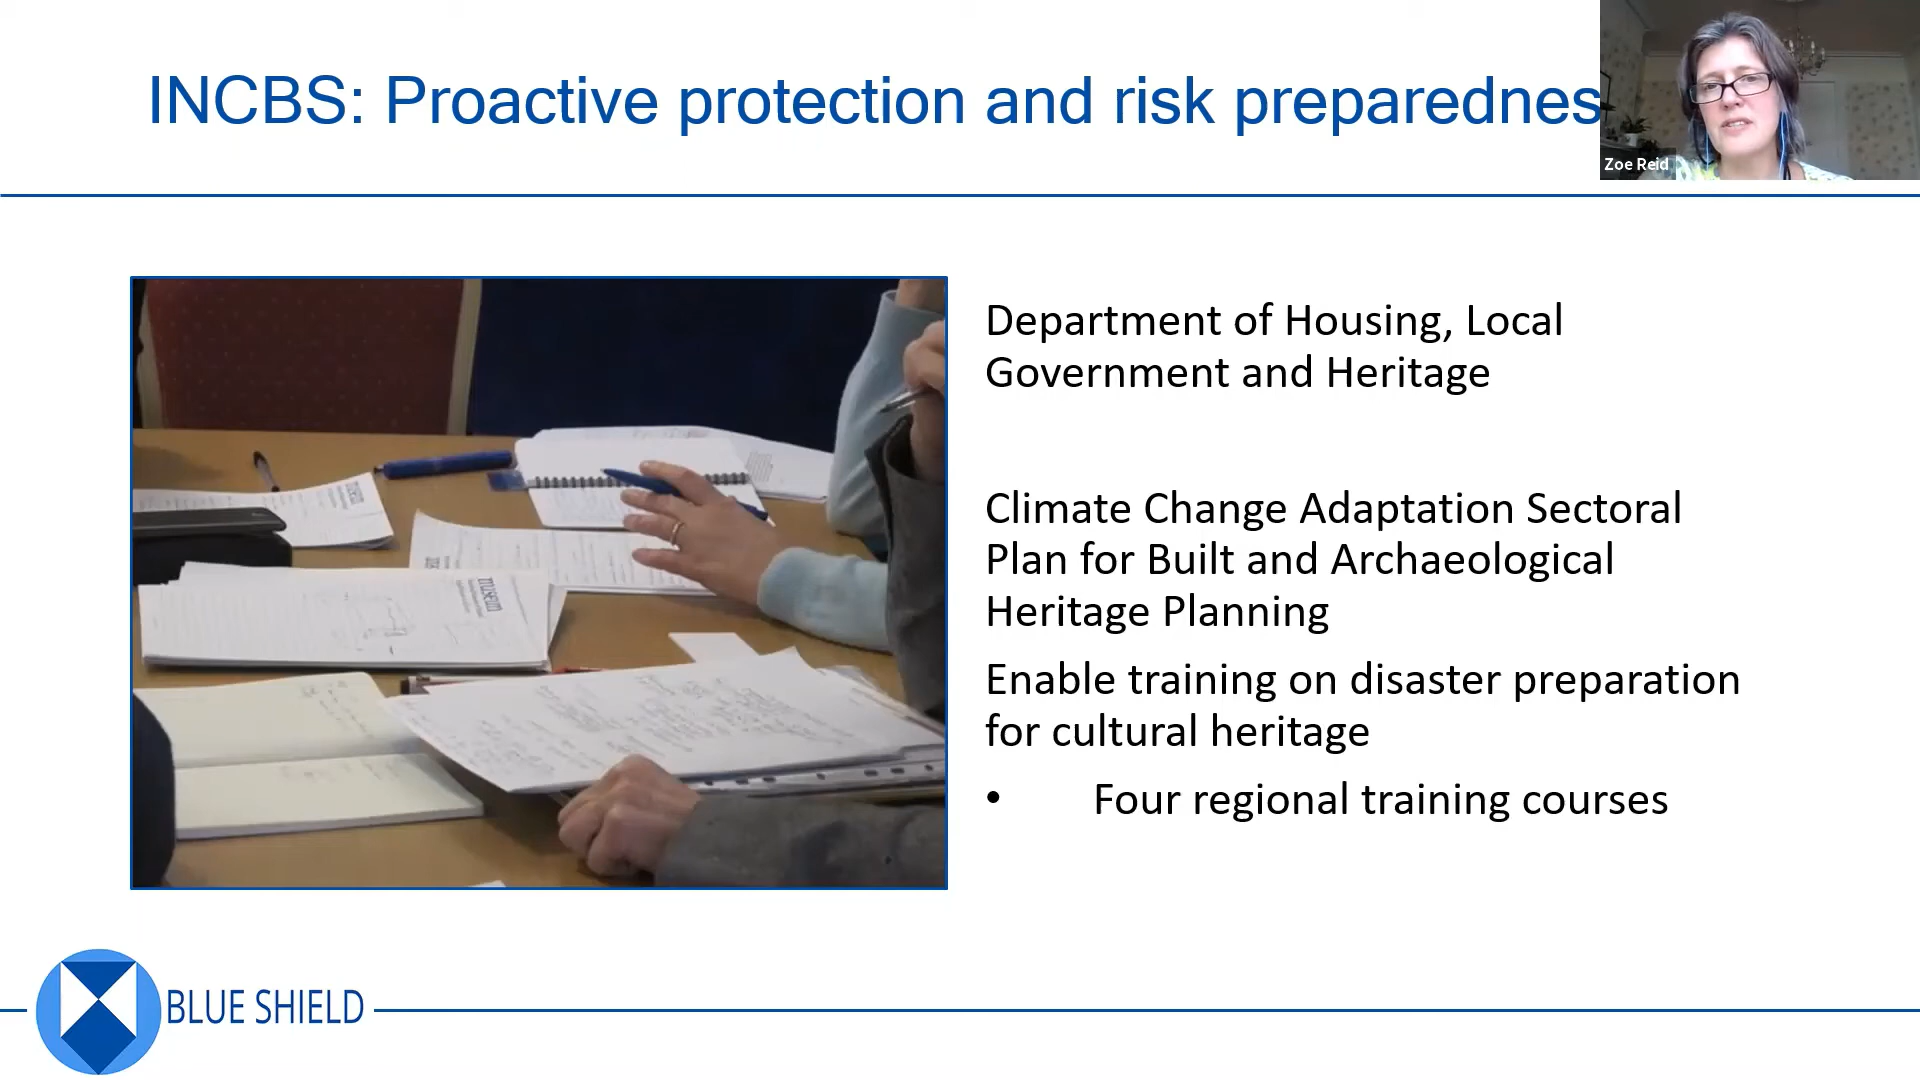 INCBS: Proactive protection and risk preparednes
Zoe Reid
Department of Housing, Local
Government and Heritage
Climate Change Adaptation Sectoral
Plan for Built and Archaeological
Heritage Planning
Enable training on disaster preparation
for cultural heritage
• Four regional training courses
museum
BLUE SHIELD